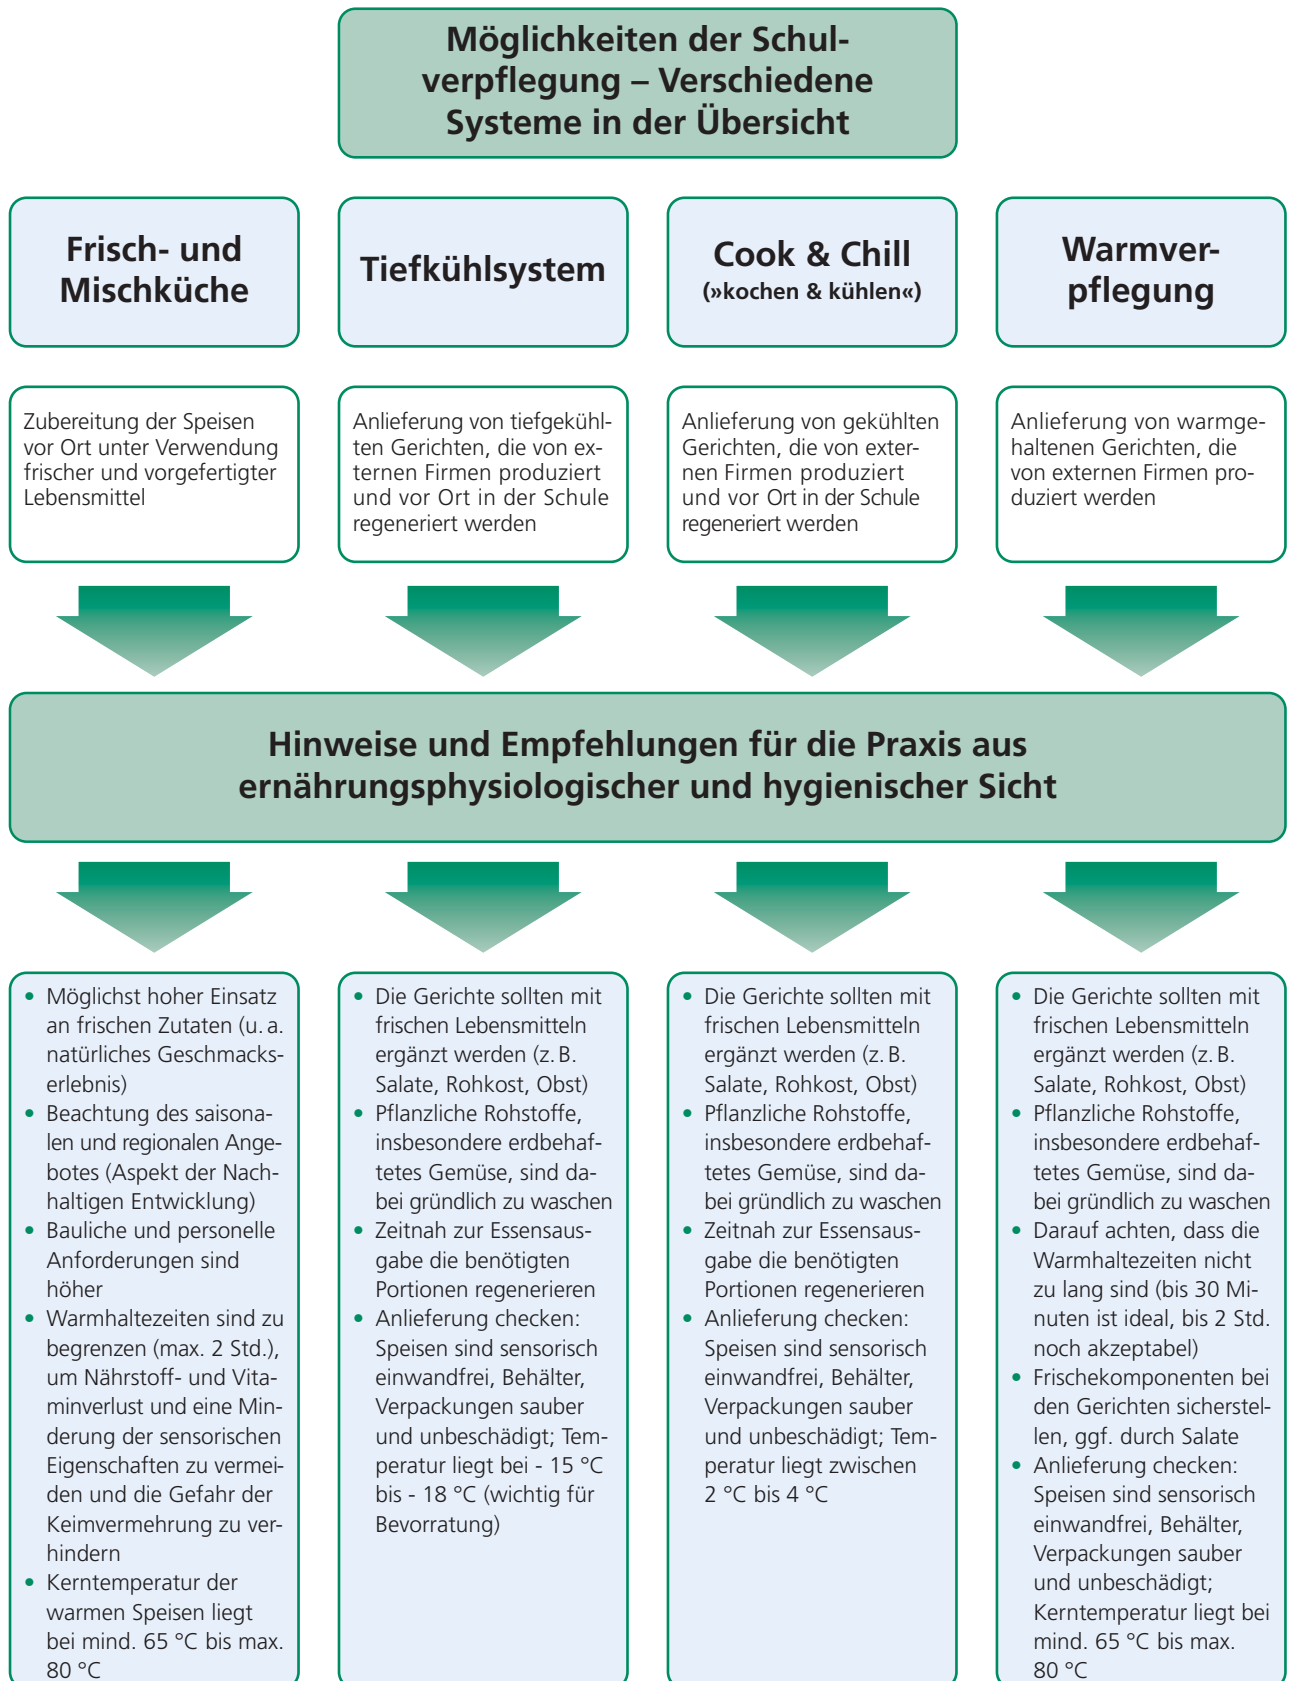 Möglichkeiten der Schul-
verpflegung – Verschiedene
Systeme in der Übersicht
Frisch- und
Mischküche
Tiefkühlsystem
Cook & Chill
(»kochen & kühlen«)
Warmver-
pflegung
Zubereitung der Speisen
vor Ort unter Verwendung
frischer und vorgefertigter
Lebensmittel
Anlieferung von tiefgekühl-
ten Gerichten, die von ex-
ternen Firmen produziert
und vor Ort in der Schule
regeneriert werden
Anlieferung von gekühlten
Gerichten, die von exter-
nen Firmen produziert
und vor Ort in der Schule
regeneriert werden
Anlieferung von warmge-
haltenen Gerichten, die
von externen Firmen pro-
duziert werden
Hinweise und Empfehlungen für die Praxis aus
ernährungsphysiologischer und hygienischer Sicht
• Möglichst hoher Einsatz
an frischen Zutaten (u. a.
natürliches Geschmacks-
erlebnis)
• Beachtung des saisona-
len und regionalen Ange-
botes (Aspekt der Nach-
haltigen Entwicklung)
• Bauliche und personelle
Anforderungen sind
höher
• Warmhaltezeiten sind zu
begrenzen (max. 2 Std.),
um Nährstoff- und Vita-
minverlust und eine Min-
derung der sensorischen
Eigenschaften zu vermei-
den und die Gefahr der
Keimvermehrung zu ver-
hindern
• Kerntemperatur der
warmen Speisen liegt
bei mind. 65 °C bis max.
80 °C
• Die Gerichte sollten mit
frischen Lebensmitteln
ergänzt werden (z. B.
Salate, Rohkost, Obst)
• Pflanzliche Rohstoffe,
insbesondere erdbehaf-
tetes Gemüse, sind da-
bei gründlich zu waschen
• Zeitnah zur Essensaus-
gabe die benötigten
Portionen regenerieren
• Anlieferung checken:
Speisen sind sensorisch
einwandfrei, Behälter,
Verpackungen sauber
und unbeschädigt; Tem-
peratur liegt bei - 15 °C
bis - 18 °C (wichtig für
Bevorratung)
• Die Gerichte sollten mit
frischen Lebensmitteln
ergänzt werden (z. B.
Salate, Rohkost, Obst)
• Pflanzliche Rohstoffe,
insbesondere erdbehaf-
tetes Gemüse, sind da-
bei gründlich zu waschen
• Zeitnah zur Essensaus-
gabe die benötigten
Portionen regenerieren
• Anlieferung checken:
Speisen sind sensorisch
einwandfrei, Behälter,
Verpackungen sauber
und unbeschädigt; Tem-
peratur liegt zwischen
2 °C bis 4 °C
• Die Gerichte sollten mit
frischen Lebensmitteln
ergänzt werden (z. B.
Salate, Rohkost, Obst)
• Pflanzliche Rohstoffe,
insbesondere erdbehaf-
tetes Gemüse, sind da-
bei gründlich zu waschen
• Darauf achten, dass die
Warmhaltezeiten nicht
zu lang sind (bis 30 Mi-
nuten ist ideal, bis 2 Std.
noch akzeptabel)
• Frischekomponenten bei
den Gerichten sicherstel-
len, ggf. durch Salate
• Anlieferung checken:
Speisen sind sensorisch
einwandfrei, Behälter,
Verpackungen sauber
und unbeschädigt;
Kerntemperatur liegt bei
mind. 65 °C bis max.
80 °C